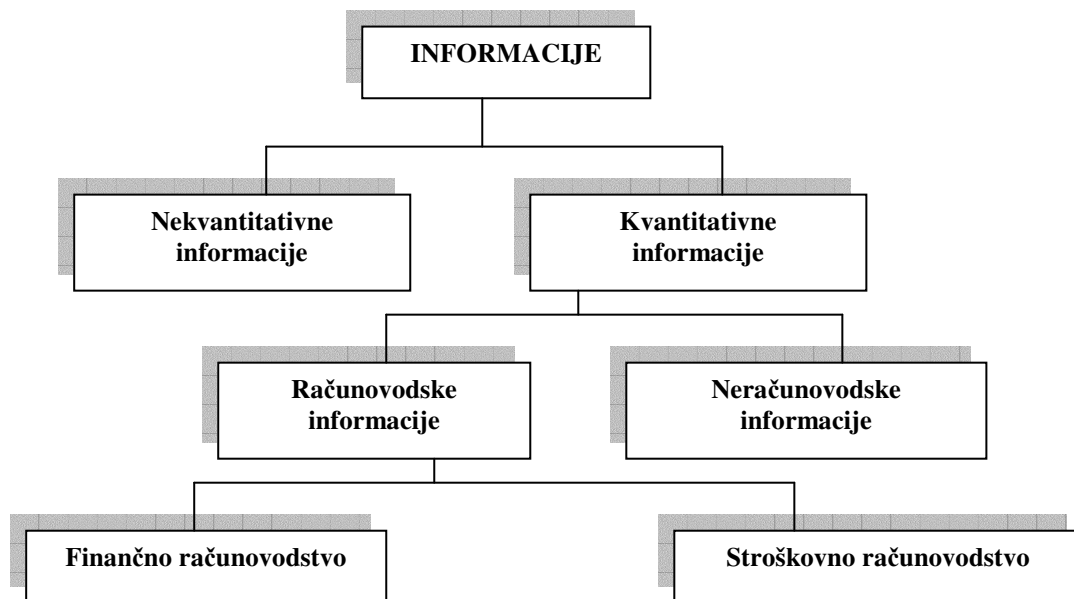 INFORMACIJE
Nekvantitativne
informacije
Kvantitativne
informacije
Računovodske
informacije
Neračunovodske
informacije
Finančno računovodstvo
Stroškovno računovodstvo